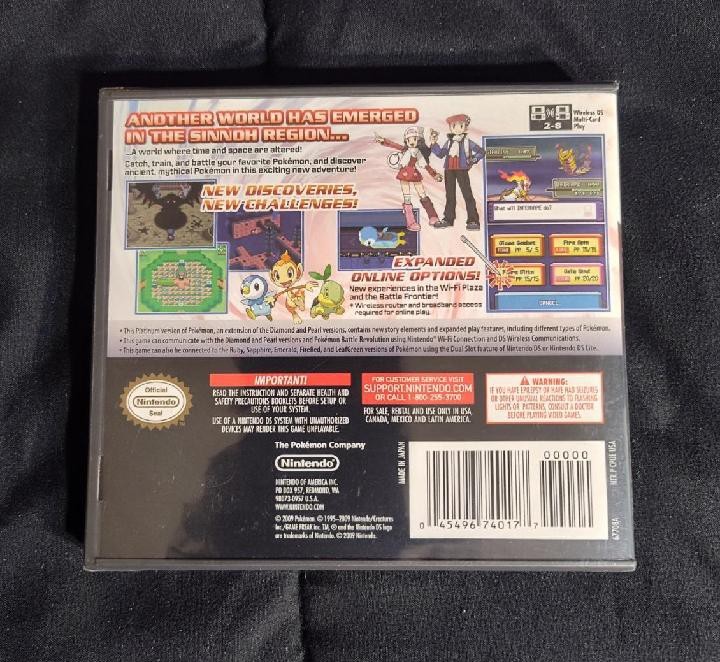 ANOTHER WORLD HAS EMERGED
IN THE SINNOH REGION...
...A world where time and space are altered!
Catch, train, and battle your favorite Pokémon, and discover
ancient, mythical Pokémon in this exciting new adventure!
NEW DISCOVERIES,
NEW CHALLENGES!
EXPANDED
ONLINE OPTIONS!
New experiences in the Wi-Fi Plaza
and the Battle Frontier!
* Wireless router and broadband access
required for online play.
2-8
Wireless DS
Multi-Card
Play
What will INFERNAPE do?
PP 5/5
PP 15/15
PP 20/20
CANCEL
• This Platinum version of Pokémon, an extension of the Diamond and Pearl versions, contains new story elements and expanded play features, including different types of Pokémon.
• This game can communicate with the Diamond and Pearl versions and Pokémon Battle Revolution using Nintendo® Wi-Fi Connection and DS Wireless Communications.
• This game can also be connected to the Ruby, Sapphire, Emerald, FireRed, and LeafGreen versions of Pokémon using the Dual Slot feature of Nintendo DS or Nintendo DS Lite.
Official
Nintendo
Seal
IMPORTANT!
READ THE INSTRUCTION AND SEPARATE HEALTH AND
SAFETY PRECAUTIONS BOOKLETS BEFORE SETUP OR
USE OF YOUR SYSTEM.
USE OF A NINTENDO DS SYSTEM WITH UNAUTHORIZED
DEVICES MAY RENDER THIS GAME UNPLAYABLE.
FOR CUSTOMER SERVICE VISIT
SUPPORT.NINTENDO.COM
OR CALL 1-800-255-3700
FOR SALE, RENTAL AND USE ONLY IN USA,
CANADA, MEXICO AND LATIN AMERICA.
WARNING:
IF YOU HAVE EPILEPSY OR HAVE HAD SEIZURES
OR OTHER UNUSUAL REACTIONS TO FLASHING
LIGHTS OR PATTERNS, CONSULT A DOCTOR
BEFORE PLAYING VIDEO GAMES.
The Pokémon Company
Nintendo®
NINTENDO OF AMERICA INC.
PO BOX 957, REDMOND, WA
98073-0957 U.S.A.
WWW.NINTENDO.COM
© 2009 Pokémon. © 1995-2009 Nintendo/Creatures
Inc./GAME FREAK inc. TM, ® and the Nintendo DS logo
are trademarks of Nintendo. © 2009 Nintendo.
MADE IN JAPAN
00000
0 45496 74017 7
NTR P CPUE USA
67708A